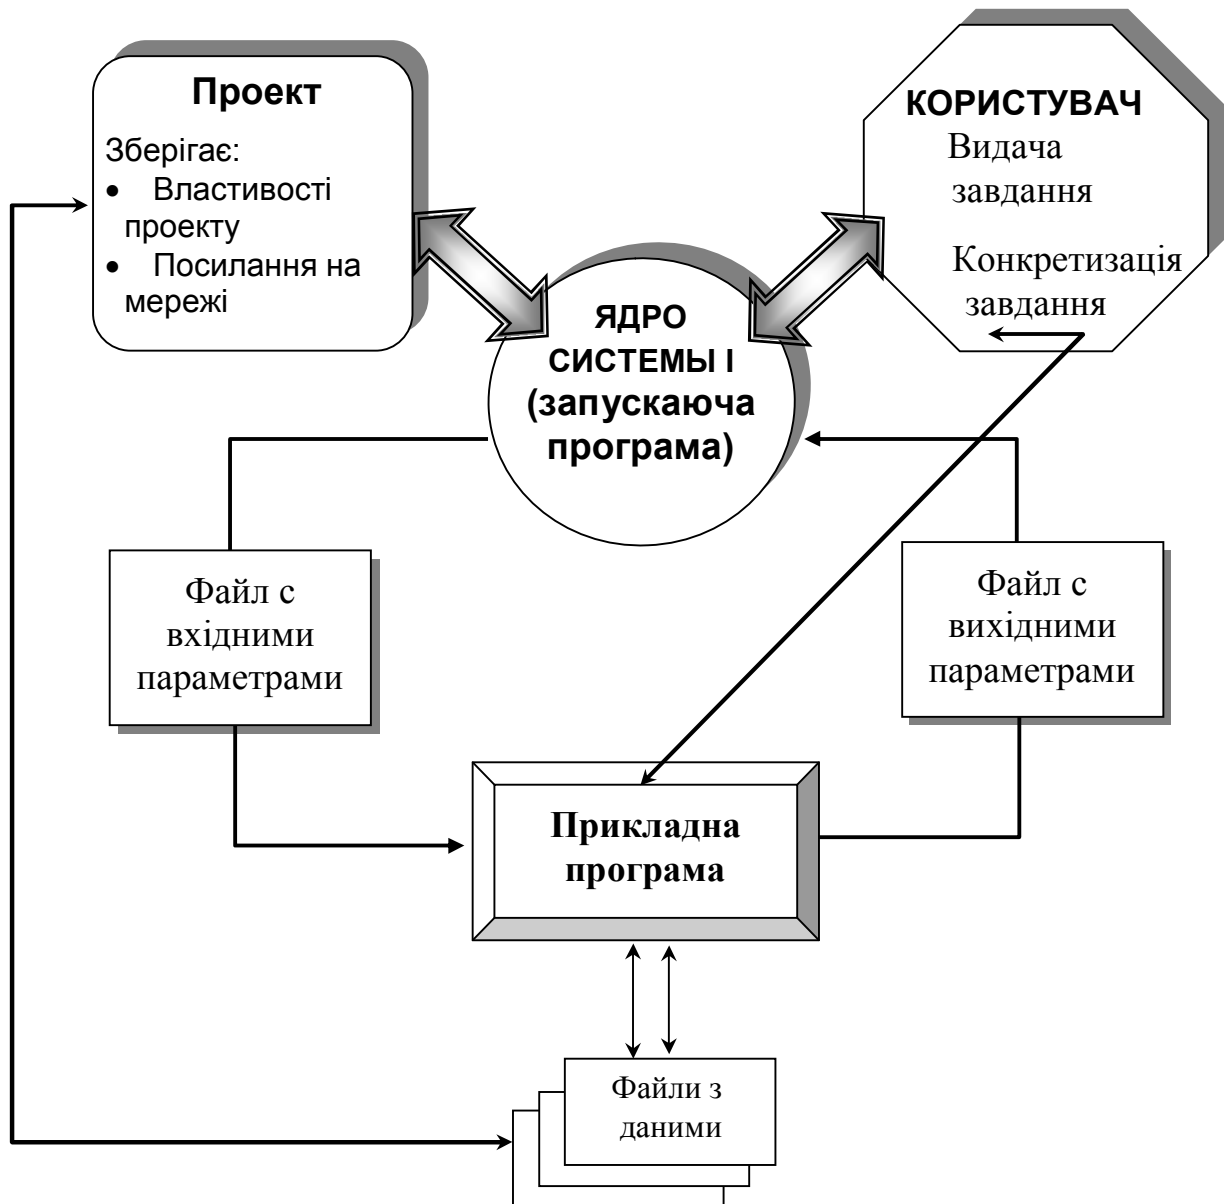 Проект
Зберігає:
• Властивості
проекту
• Посилання на
мережі
КОРИСТУВАЧ
Видача
завдання
Конкретизація
завдання
ЯДРО
СИСТЕМЫ І
(запускаюча
програма)
Файл с
вхідними
параметрами
Файл с
вихідними
параметрами
Прикладна
програма
Файли з
даними